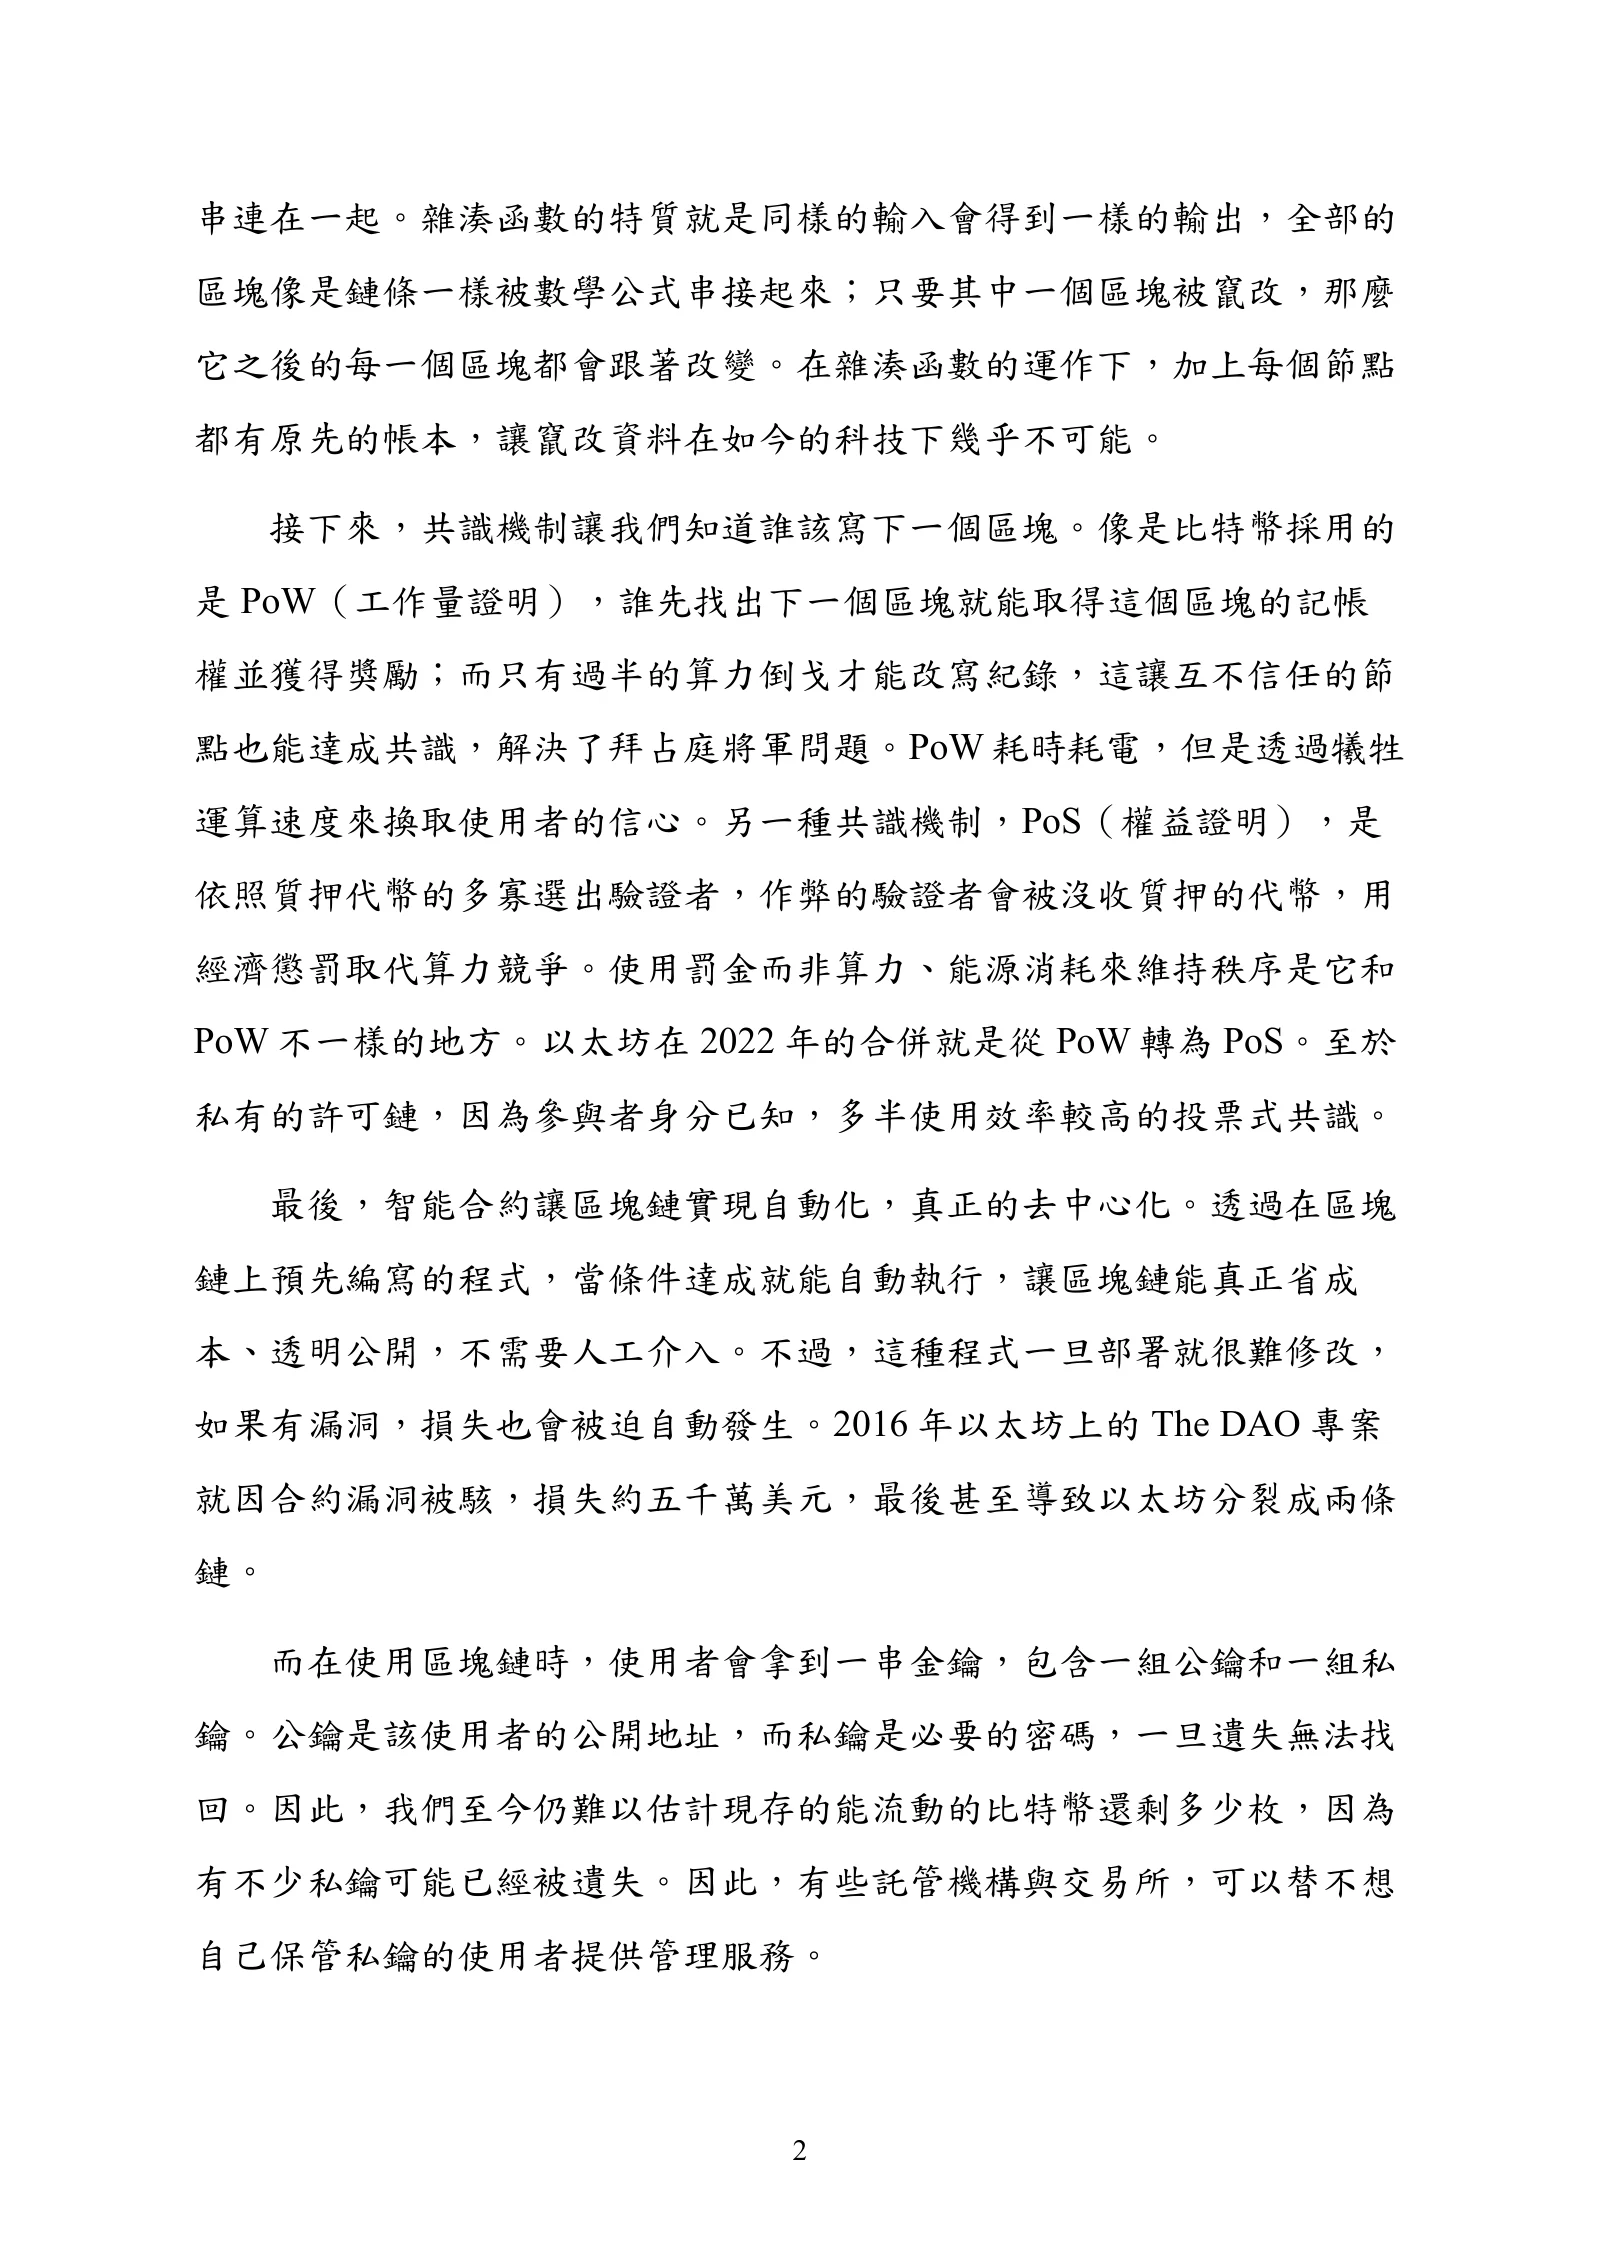 串連在一起。雜湊函數的特質就是同樣的輸入會得到一樣的輸出，全部的
區塊像是鏈條一樣被數學公式串接起來；只要其中一個區塊被竄改，那麼
它之後的每一個區塊都會跟著改變。在雜湊函數的運作下，加上每個節點
都有原先的帳本，讓竄改資料在如今的科技下幾乎不可能。
接下來，共識機制讓我們知道誰該寫下一個區塊。像是比特幣採用的
是 PoW（工作量證明），誰先找出下一個區塊就能取得這個區塊的記帳
權並獲得獎勵；而只有過半的算力倒戈才能改寫紀錄，這讓互不信任的節
點也能達成共識，解決了拜占庭將軍問題。PoW 耗時耗電，但是透過犧牲
運算速度來換取使用者的信心。另一種共識機制，PoS（權益證明），是
依照質押代幣的多寡選出驗證者，作弊的驗證者會被沒收質押的代幣，用
經濟懲罰取代算力競爭。使用罰金而非算力、能源消耗來維持秩序是它和
PoW 不一樣的地方。以太坊在 2022 年的合併就是從 PoW 轉為 PoS。至於
私有的許可鏈，因為參與者身分已知，多半使用效率較高的投票式共識。
最後，智能合約讓區塊鏈實現自動化，真正的去中心化。透過在區塊
鏈上預先編寫的程式，當條件達成就能自動執行，讓區塊鏈能真正省成
本、透明公開，不需要人工介入。不過，這種程式一旦部署就很難修改，
如果有漏洞，損失也會被迫自動發生。2016 年以太坊上的 The DAO 專案
就因合約漏洞被駭，損失約五千萬美元，最後甚至導致以太坊分裂成兩條
鏈。
而在使用區塊鏈時，使用者會拿到一串金鑰，包含一組公鑰和一組私
鑰。公鑰是該使用者的公開地址，而私鑰是必要的密碼，一旦遺失無法找
回。因此，我們至今仍難以估計現存的能流動的比特幣還剩多少枚，因為
有不少私鑰可能已經被遺失。因此，有些託管機構與交易所，可以替不想
自己保管私鑰的使用者提供管理服務。
2